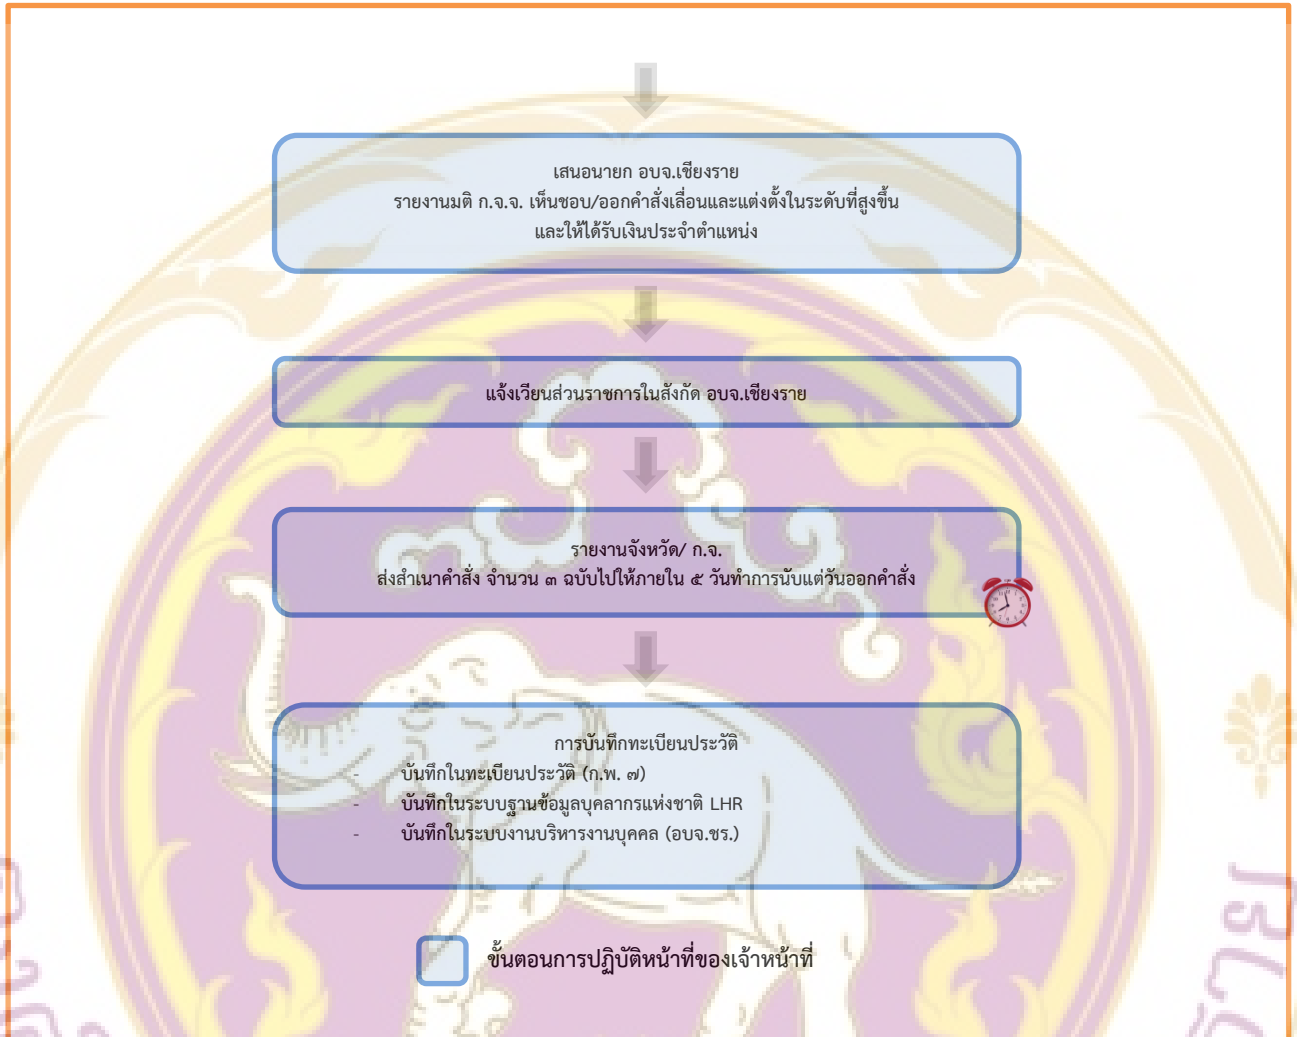 เสนอนายก อบจ.เชียงราย
รายงานมติ ก.จ.จ. เห็นชอบ/ออกคำสั่งเลื่อนและแต่งตั้งในระดับที่สูงขึ้น
และให้ได้รับเงินประจำตำแหน่ง
แจ้งเวียนส่วนราชการในสังกัด อบจ.เชียงราย
รายงานจังหวัด/ ก.จ.
ส่งสำเนาคำสั่ง จำนวน ๓ ฉบับไปให้ภายใน ๕ วันทำการนับแต่วันออกคำสั่ง
การบันทึกทะเบียนประวัติ
- บันทึกในทะเบียนประวัติ (ก.พ. ๗)
- บันทึกในระบบฐานข้อมูลบุคลากรแห่งชาติ LHR
- บันทึกในระบบงานบริหารงานบุคคล (อบจ.ชร.)
ขั้นตอนการปฏิบัติหน้าที่ของเจ้าหน้าที่